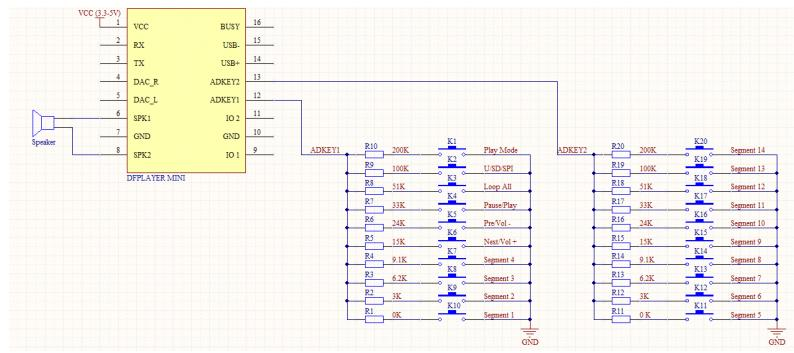 VCC (3.3-5V)
1 VCC BUSY 16
2 RX USB- 15
3 TX USB+ 14
4 DAC_R ADKEY2 13
5 DAC_L ADKEY1 12
6 SPK1 IO 2 11
7 GND GND 10
8 SPK2 IO 1 9
Speaker
DFPLAYER MINI
ADKEY1
R10 200K K1 Play Mode
R9 100K K2 U/SD/SPI
R8 51K K3 Loop All
R7 33K K4 Pause/Play
R6 24K K5 Pre/Vol -
R5 15K K6 Next/Vol +
R4 9.1K K7 Segment 4
R3 6.2K K8 Segment 3
R2 3K K9 Segment 2
R1 0K K10 Segment 1
GND
ADKEY2
R20 200K K20 Segment 14
R19 100K K19 Segment 13
R18 51K K18 Segment 12
R17 33K K17 Segment 11
R16 24K K16 Segment 10
R15 15K K15 Segment 9
R14 9.1K K14 Segment 8
R13 6.2K K13 Segment 7
R12 3K K12 Segment 6
R11 0 K K11 Segment 5
GND